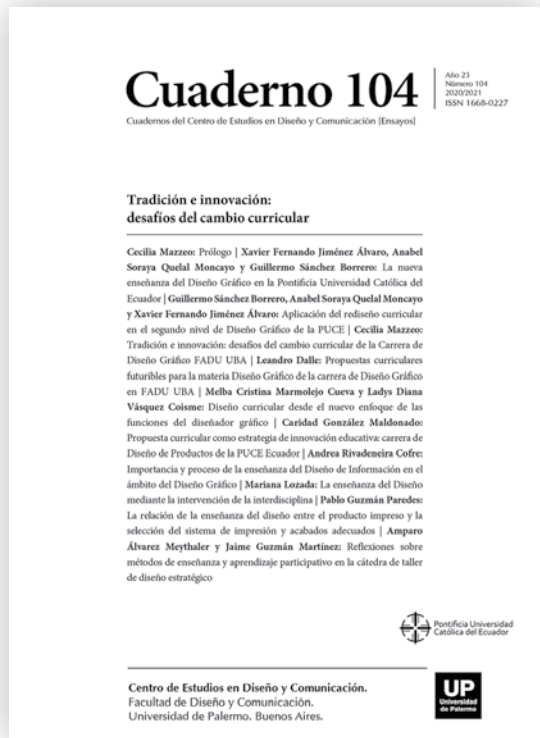 Cuaderno 104
Año 23
Número 104
2020/2021
ISSN 1668-0227
Cuadernos del Centro de Estudios en Diseño y Comunicación [Ensayos]
Tradición e innovación:
desafíos del cambio curricular
Cecilia Mazzeo: Prólogo | Xavier Fernando Jiménez Álvaro, Anabel
Soraya Quelal Moncayo y Guillermo Sánchez Borrero: La nueva
enseñanza del Diseño Gráfico en la Pontificia Universidad Católica del
Ecuador | Guillermo Sánchez Borrero, Anabel Soraya Quelal Moncayo
y Xavier Fernando Jiménez Álvaro: Aplicación del rediseño curricular
en el segundo nivel de Diseño Gráfico de la PUCE | Cecilia Mazzeo:
Tradición e innovación: desafíos del cambio curricular de la Carrera de
Diseño Gráfico FADU UBA | Leandro Dalle: Propuestas curriculares
futuribles para la materia Diseño Gráfico de la carrera de Diseño Gráfico
en FADU UBA | Melba Cristina Marmolejo Cueva y Ladys Diana
Vásquez Coisme: Diseño curricular desde el nuevo enfoque de las
funciones del diseñador gráfico | Caridad González Maldonado:
Propuesta curricular como estrategia de innovación educativa: carrera de
Diseño de Productos de la PUCE Ecuador | Andrea Rivadeneira Cofre:
Importancia y proceso de la enseñanza del Diseño de Información en el
ámbito del Diseño Gráfico | Mariana Lozada: La enseñanza del Diseño
mediante la intervención de la interdisciplina | Pablo Guzmán Paredes:
La relación de la enseñanza del diseño entre el producto impreso y la
selección del sistema de impresión y acabados adecuados | Amparo
Álvarez Meythaler y Jaime Guzmán Martínez: Reflexiones sobre
métodos de enseñanza y aprendizaje participativo en la cátedra de taller
de diseño estratégico
Pontificia Universidad
Católica del Ecuador
Centro de Estudios en Diseño y Comunicación.
Facultad de Diseño y Comunicación.
Universidad de Palermo. Buenos Aires.
UP
Universidad
de Palermo